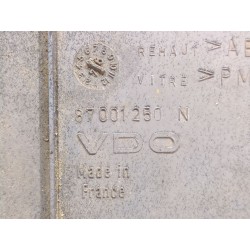 REHAUT >AB
VITRE >PM
87001250 N
VDO
Made in
France